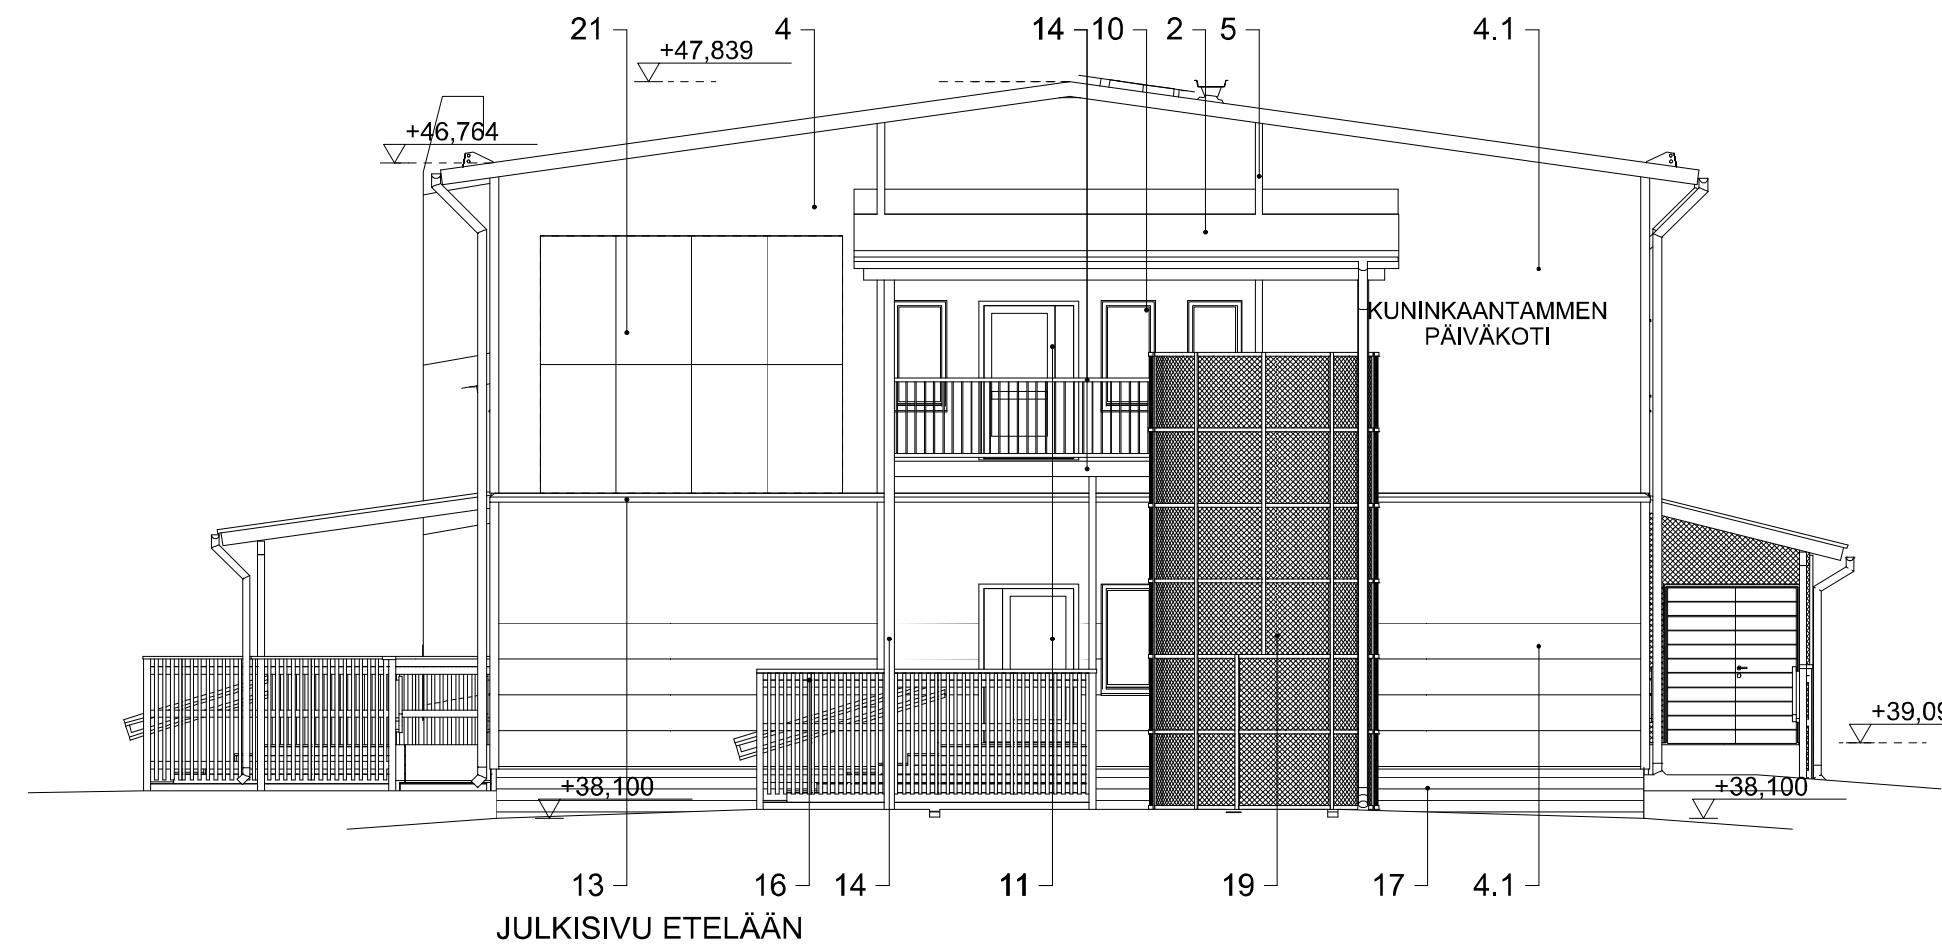 21 4 14 10 2 5 4.1
+47,839
+46,764
KUNINKAANTAMMEN
PÄIVÄKOTI
+39,09
+38,100 +38,100
13 16 14 11 19 17 4.1
JULKISIVU ETELÄÄN